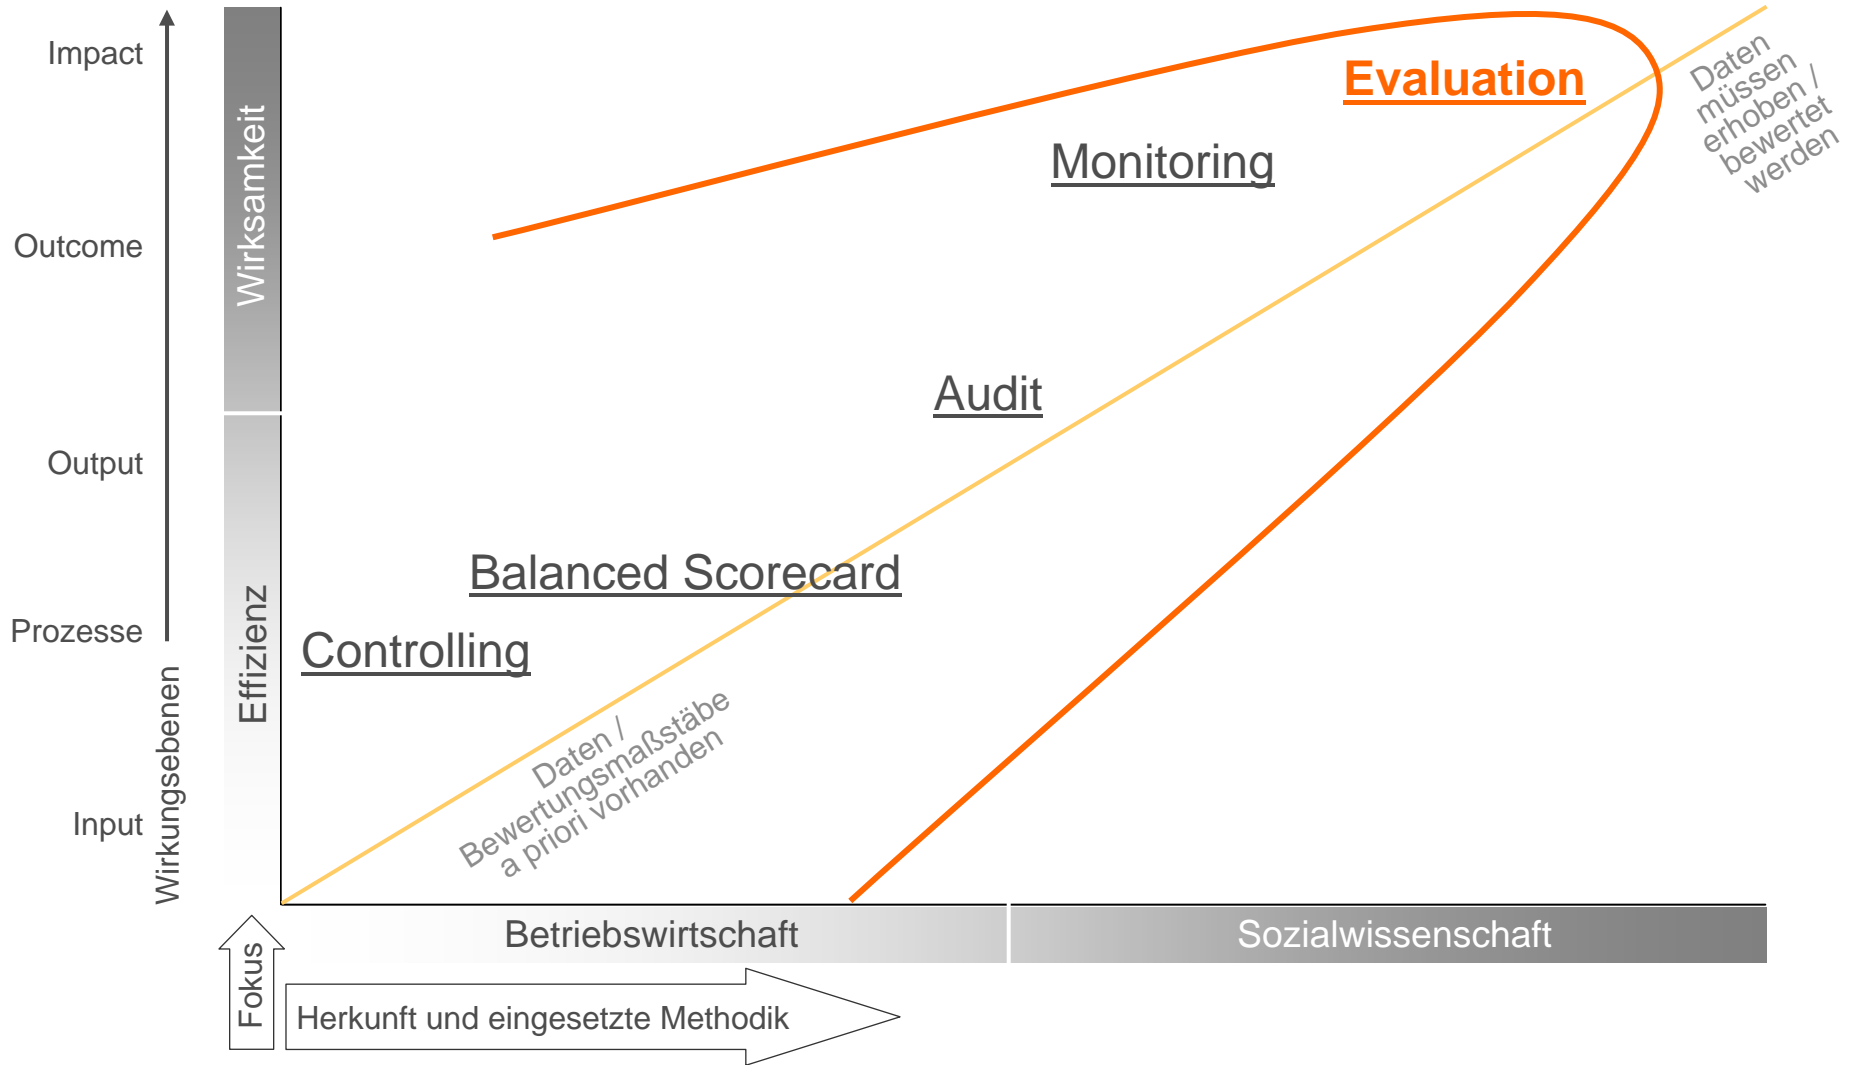 Impact
Outcome
Output
Prozesse
Input
Wirkungsebenen
Wirksamkeit
Effizienz
Evaluation
Monitoring
Audit
Balanced Scorecard
Controlling
Daten
müssen
erhoben /
bewertet
werden
Daten /
Bewertungsmaßstäbe
a priori vorhanden
Betriebswirtschaft
Sozialwissenschaft
Fokus
Herkunft und eingesetzte Methodik